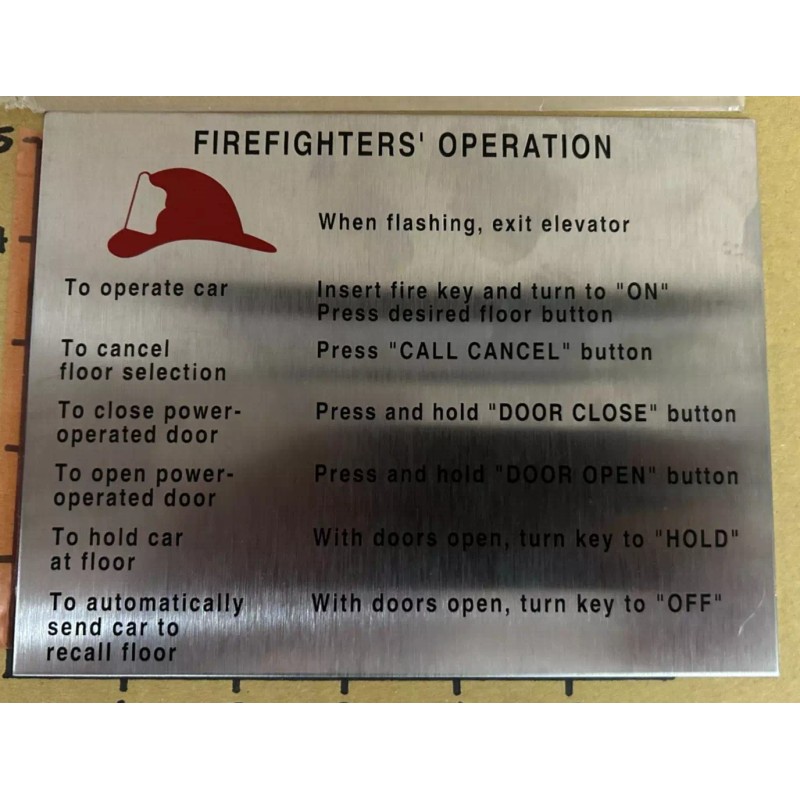 FIREFIGHTERS' OPERATION
When flashing, exit elevator
To operate car
Insert fire key and turn to "ON"
Press desired floor button
To cancel
floor selection
Press "CALL CANCEL" button
To close power-
operated door
Press and hold "DOOR CLOSE" button
To open power-
operated door
Press and hold "DOOR OPEN" button
To hold car
at floor
With doors open, turn key to "HOLD"
To automatically
send car to
recall floor
With doors open, turn key to "OFF"